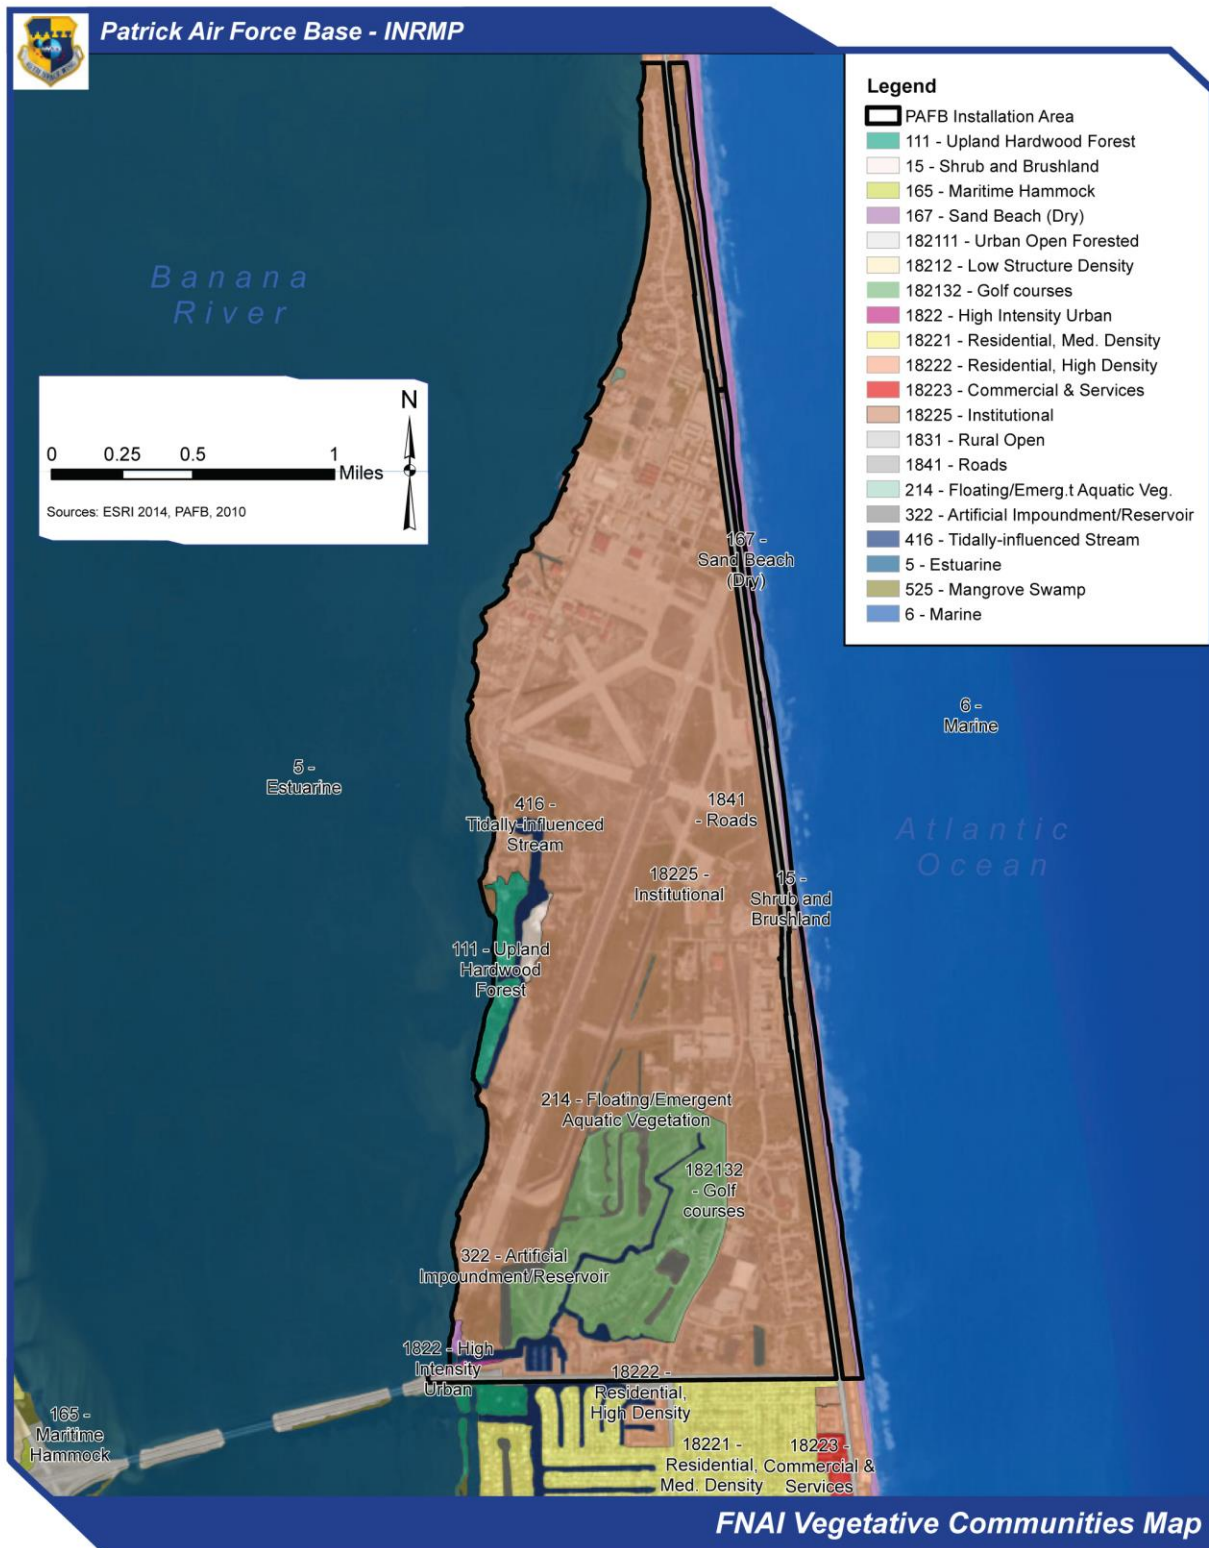 Patrick Air Force Base - INRMP
Legend
PAFB Installation Area
111 - Upland Hardwood Forest
15 - Shrub and Brushland
165 - Maritime Hammock
167 - Sand Beach (Dry)
182111 - Urban Open Forested
18212 - Low Structure Density
182132 - Golf courses
1822 - High Intensity Urban
18221 - Residential, Med. Density
18222 - Residential, High Density
18223 - Commercial & Services
18225 - Institutional
1831 - Rural Open
1841 - Roads
214 - Floating/Emerg.t Aquatic Veg.
322 - Artificial Impoundment/Reservoir
416 - Tidally-influenced Stream
5 - Estuarine
525 - Mangrove Swamp
6 - Marine
Banana
River
N
0 0.25 0.5 1
Miles
Sources: ESRI 2014, PAFB, 2010
167 -
Sand Beach
(Dry)
6 -
Marine
5 -
Estuarine
416 -
Tidally-influenced
Stream
1841
- Roads
Atlantic
Ocean
18225 -
Institutional
15 -
Shrub and
Brushland
111 - Upland
Hardwood
Forest
214 - Floating/Emergent
Aquatic Vegetation
182132
- Golf
courses
322 - Artificial
Impoundment/Reservoir
1822 - High
Intensity
Urban
18222 -
Residential,
High Density
165 -
Maritime
Hammock
18221 -
Residential,
Med. Density
18223 -
Commercial &
Services
FNAI Vegetative Communities Map